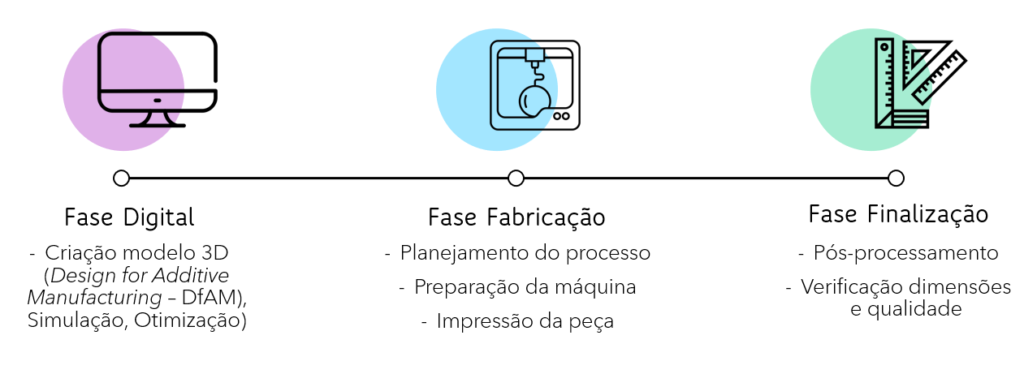 Fase Digital
- Criação modelo 3D
(Design for Additive
Manufacturing – DfAM),
Simulação, Otimização)
Fase Fabricação
- Planejamento do processo
- Preparação da máquina
- Impressão da peça
Fase Finalização
- Pós-processamento
- Verificação dimensões
e qualidade